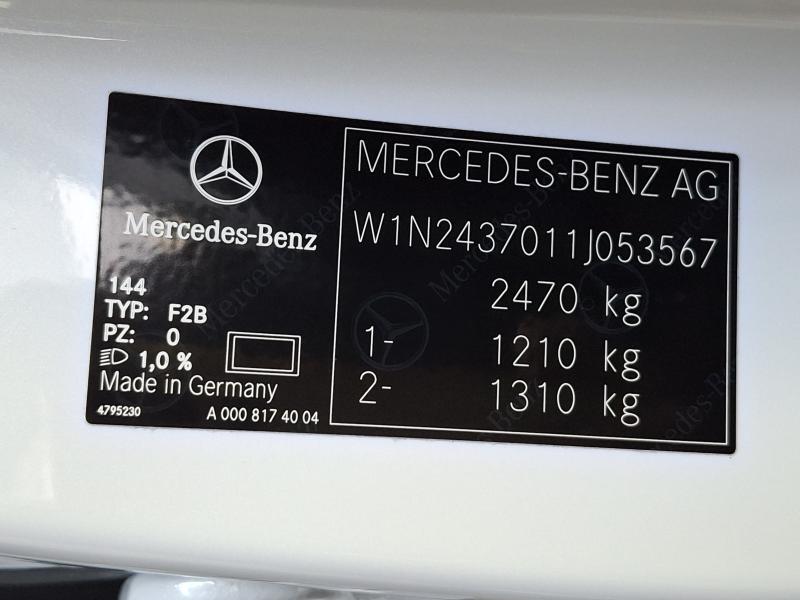 Mercedes-Benz
144
TYP: F2B
PZ: 0
1,0 %
Made in Germany
4795230 A 000 817 40 04
MERCEDES-BENZ AG
W1N2437011J053567
2470 kg
1- 1210 kg
2- 1310 kg